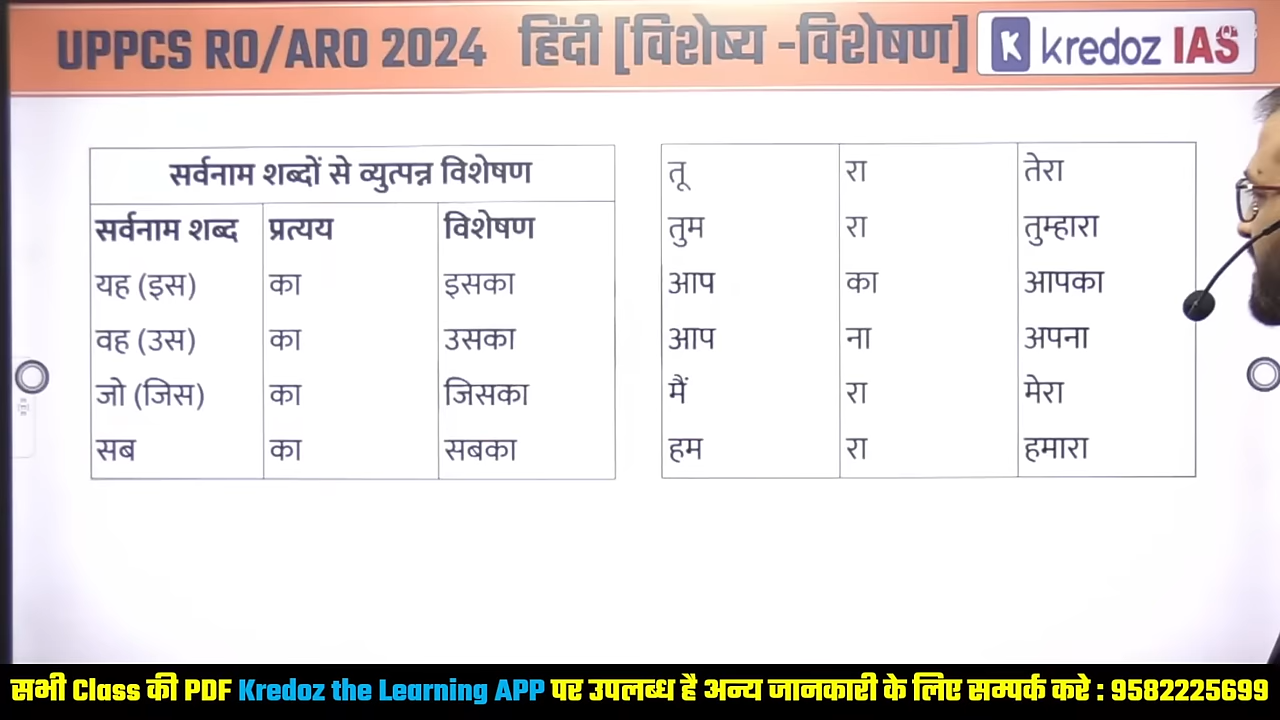 UPPCS RO/ARO 2024 हिंदी [विशेष्य -विशेषण]
K kredoz IAS
सर्वनाम शब्दों से व्युत्पन्न विशेषण
सर्वनाम शब्द प्रत्यय विशेषण
यह (इस) का इसका
वह (उस) का उसका
जो (जिस) का जिसका
सब का सबका
तू रा तेरा
तुम रा तुम्हारा
आप का आपका
आप ना अपना
मैं रा मेरा
हम रा हमारा
सभी Class की PDF Kredoz the Learning APP पर उपलब्ध है अन्य जानकारी के लिए सम्पर्क करे : 9582225699